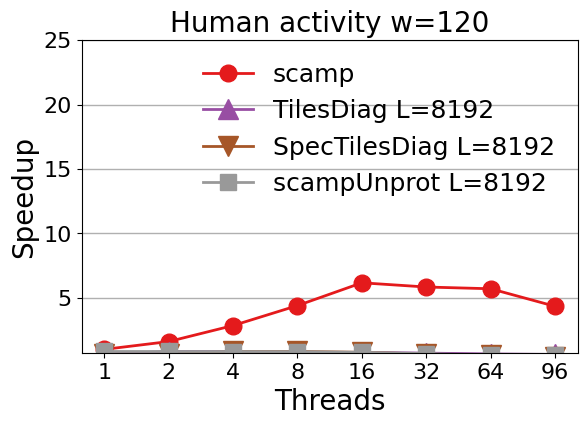 Human activity w=120
25
20
15
10
5
Speedup
scamp
TilesDiag L=8192
SpecTilesDiag L=8192
scampUnprot L=8192
1 2 4 8 16 32 64 96
Threads